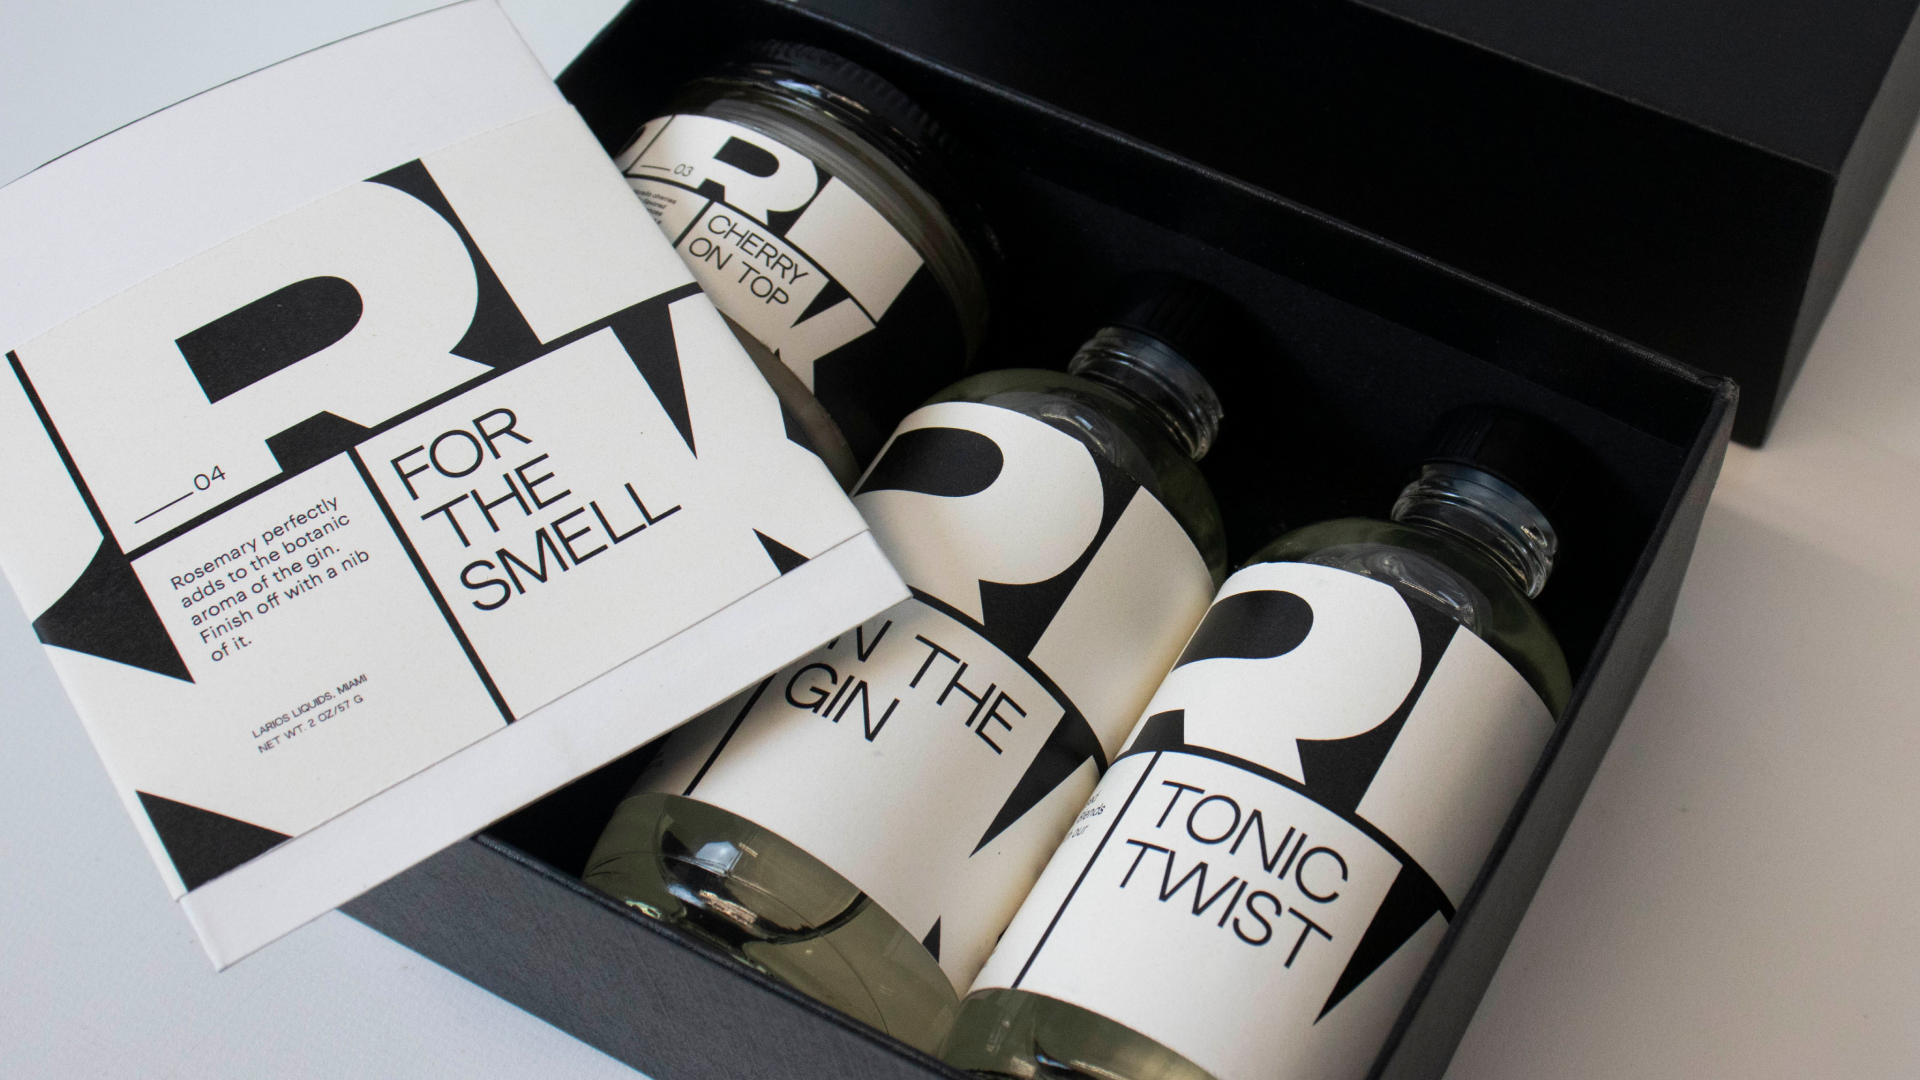 04
Rosemary perfectly
adds to the botanic
aroma of the gin.
Finish off with a nib
of it.
LARIOS LIQUIDS, MIAMI
NET WT. 2 OZ/57 G
FOR
THE
SMELL
03
CHERRY
ON TOP
N THE
GIN
TONIC
TWIST